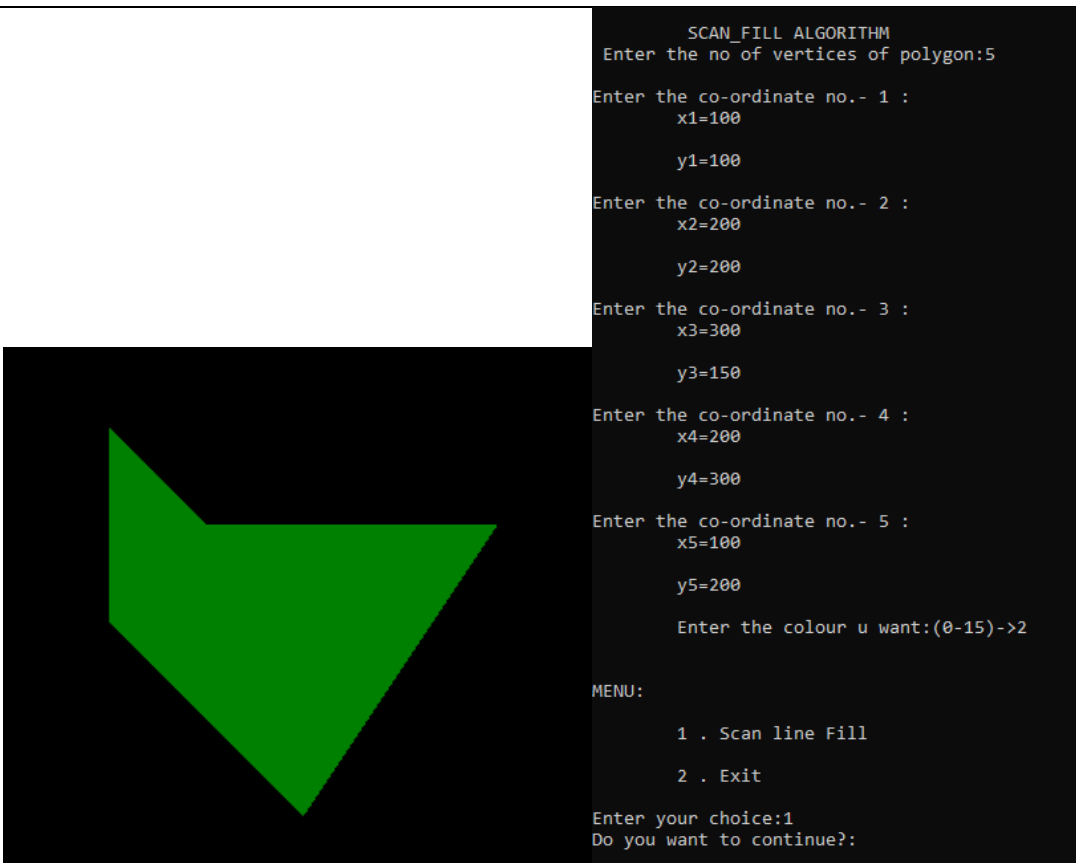 SCAN_FILL ALGORITHM
Enter the no of vertices of polygon:5
Enter the co-ordinate no.- 1 :
x1=100
y1=100
Enter the co-ordinate no.- 2 :
x2=200
y2=200
Enter the co-ordinate no.- 3 :
x3=300
y3=150
Enter the co-ordinate no.- 4 :
x4=200
y4=300
Enter the co-ordinate no.- 5 :
x5=100
y5=200
Enter the colour u want:(0-15)->2
MENU:
1 . Scan line Fill
2 . Exit
Enter your choice:1
Do you want to continue?: